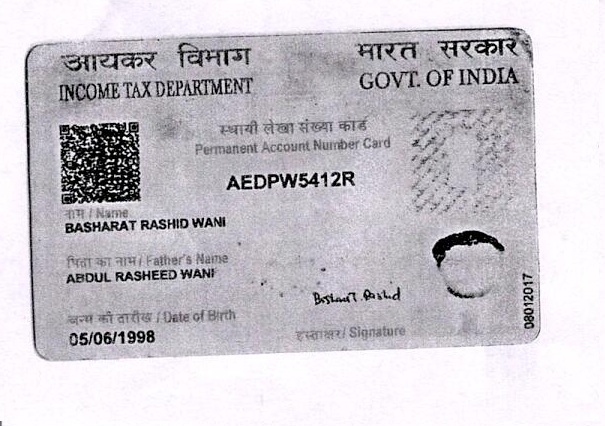 आयकर विभाग
INCOME TAX DEPARTMENT
भारत सरकार
GOVT. OF INDIA
स्थायी लेखा संख्या कार्ड
Permanent Account Number Card
AEDPW5412R
नाम / Name
BASHARAT RASHID WANI
पिता का नाम / Father's Name
ABDUL RASHEED WANI
जन्म की तारीख / Date of Birth
05/06/1998
Basharat Rashid
हस्ताक्षर / Signature
08012017